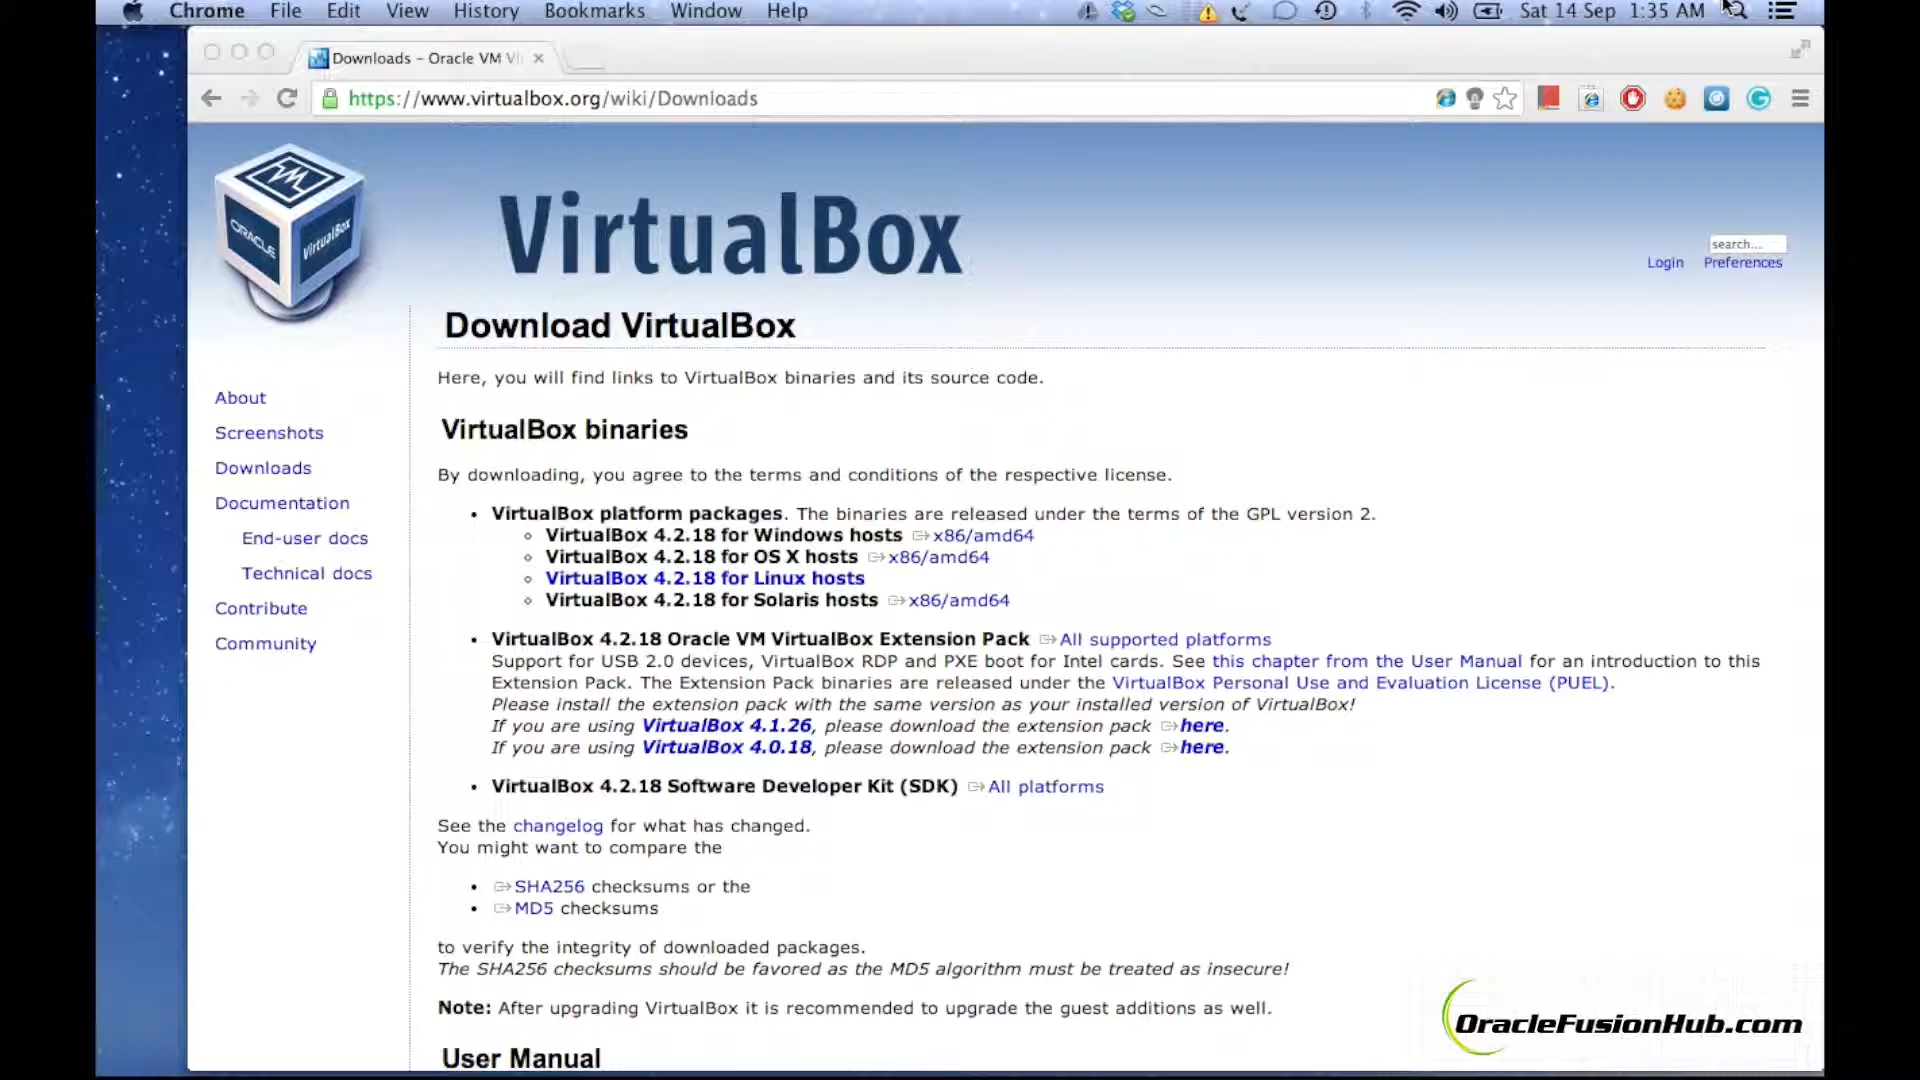 Chrome File Edit View History Bookmarks Window Help Sat 14 Sep 1:35 AM
Downloads - Oracle VM Vi
https://www.virtualbox.org/wiki/Downloads
ORACLE
VirtualBox
VirtualBox
search...
Login Preferences
Download VirtualBox
Here, you will find links to VirtualBox binaries and its source code.
About
Screenshots
Downloads
Documentation
End-user docs
Technical docs
Contribute
Community
VirtualBox binaries
By downloading, you agree to the terms and conditions of the respective license.
VirtualBox platform packages. The binaries are released under the terms of the GPL version 2.
VirtualBox 4.2.18 for Windows hosts x86/amd64
VirtualBox 4.2.18 for OS X hosts x86/amd64
VirtualBox 4.2.18 for Linux hosts
VirtualBox 4.2.18 for Solaris hosts x86/amd64
VirtualBox 4.2.18 Oracle VM VirtualBox Extension Pack All supported platforms
Support for USB 2.0 devices, VirtualBox RDP and PXE boot for Intel cards. See this chapter from the User Manual for an introduction to this
Extension Pack. The Extension Pack binaries are released under the VirtualBox Personal Use and Evaluation License (PUEL).
Please install the extension pack with the same version as your installed version of VirtualBox!
If you are using VirtualBox 4.1.26, please download the extension pack here.
If you are using VirtualBox 4.0.18, please download the extension pack here.
VirtualBox 4.2.18 Software Developer Kit (SDK) All platforms
See the changelog for what has changed.
You might want to compare the
SHA256 checksums or the
MD5 checksums
to verify the integrity of downloaded packages.
The SHA256 checksums should be favored as the MD5 algorithm must be treated as insecure!
Note: After upgrading VirtualBox it is recommended to upgrade the guest additions as well.
User Manual
OracleFusionHub.com